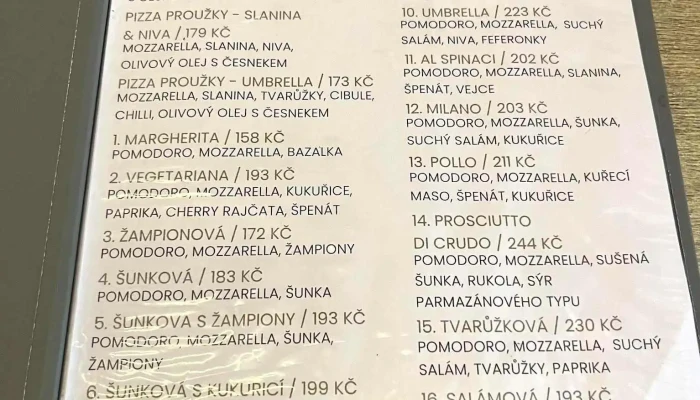 PIZZA PROUŽKY - SLANINA
& NIVA / 179 KČ
MOZZARELLA, SLANINA, NIVA,
OLIVOVÝ OLEJ S ČESNEKEM
PIZZA PROUŽKY - UMBRELLA / 173 KČ
MOZZARELLA, SLANINA, TVARŮŽKY, CIBULE,
CHILLI, OLIVOVÝ OLEJ S ČESNEKEM
1. MARGHERITA / 158 KČ
POMODORO, MOZZARELLA, BAZALKA
2. VEGETARIANA / 193 KČ
POMODORO, MOZZARELLA, KUKUŘICE,
PAPRIKA, CHERRY RAJČATA, ŠPENÁT
3. ŽAMPIONOVÁ / 172 KČ
POMODORO, MOZZARELLA, ŽAMPIONY
4. ŠUNKOVÁ / 183 KČ
POMODORO, MOZZARELLA, ŠUNKA
5. ŠUNKOVA S ŽAMPIONY / 193 KČ
POMODORO, MOZZARELLA, ŠUNKA,
ŽAMPIONY
6. ŠUNKOVÁ S KUKURICÍ / 199 KČ
10. UMBRELLA / 223 KČ
POMODORO, MOZZARELLA, SUCHÝ
SALÁM, NIVA, FEFERONKY
11. AL SPINACI / 202 KČ
POMODORO, MOZZARELLA, SLANINA,
ŠPENÁT, VEJCE
12. MILANO / 203 KČ
POMODORO, MOZZARELLA, ŠUNKA,
SUCHÝ SALÁM, KUKUŘICE
13. POLLO / 211 KČ
POMODORO, MOZZARELLA, KUŘECÍ
MASO, ŠPENÁT, KUKUŘICE
14. PROSCIUTTO
DI CRUDO / 244 KČ
POMODORO, MOZZARELLA, SUŠENÁ
ŠUNKA, RUKOLA, SÝR
PARMAZÁNOVÉHO TYPU
15. TVARŮŽKOVÁ / 230 KČ
POMODORO, MOZZARELLA, SUCHÝ
SALÁM, TVARŮŽKY, PAPRIKA
16. SALÁMOVÁ / 193 KČ